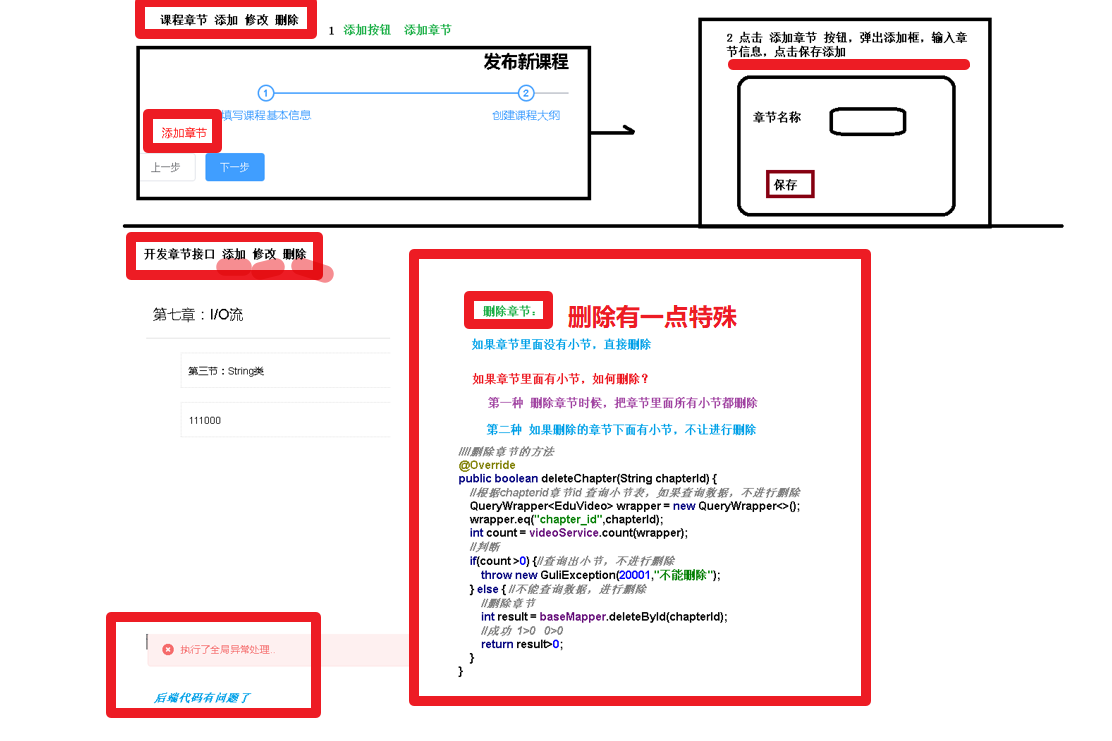 课程章节 添加 修改 删除
1 添加按钮 添加章节
发布新课程
1
2
填写课程基本信息
创建课程大纲
添加章节
上一步
下一步
2 点击 添加章节 按钮，弹出添加框，输入章
节信息，点击保存添加
章节名称
保存
开发章节接口 添加 修改 删除
第七章：I/O流
第三节：String类
111000
执行了全局异常处理..
后端代码有问题了
删除章节：
删除有一点特殊
如果章节里面没有小节，直接删除
如果章节里面有小节，如何删除？
第一种 删除章节时候，把章节里面所有小节都删除
第二种 如果删除的章节下面有小节，不让进行删除
////删除章节的方法
@Override
public boolean deleteChapter(String chapterId) {
//根据chapterid章节id 查询小节表，如果查询数据，不进行删除
QueryWrapper<EduVideo> wrapper = new QueryWrapper<>();
wrapper.eq("chapter_id",chapterId);
int count = videoService.count(wrapper);
//判断
if(count >0) {//查询出小节，不进行删除
throw new GuliException(20001,"不能删除");
} else { //不能查询数据，进行删除
//删除章节
int result = baseMapper.deleteById(chapterId);
//成功 1>0 0>0
return result>0;
}
}